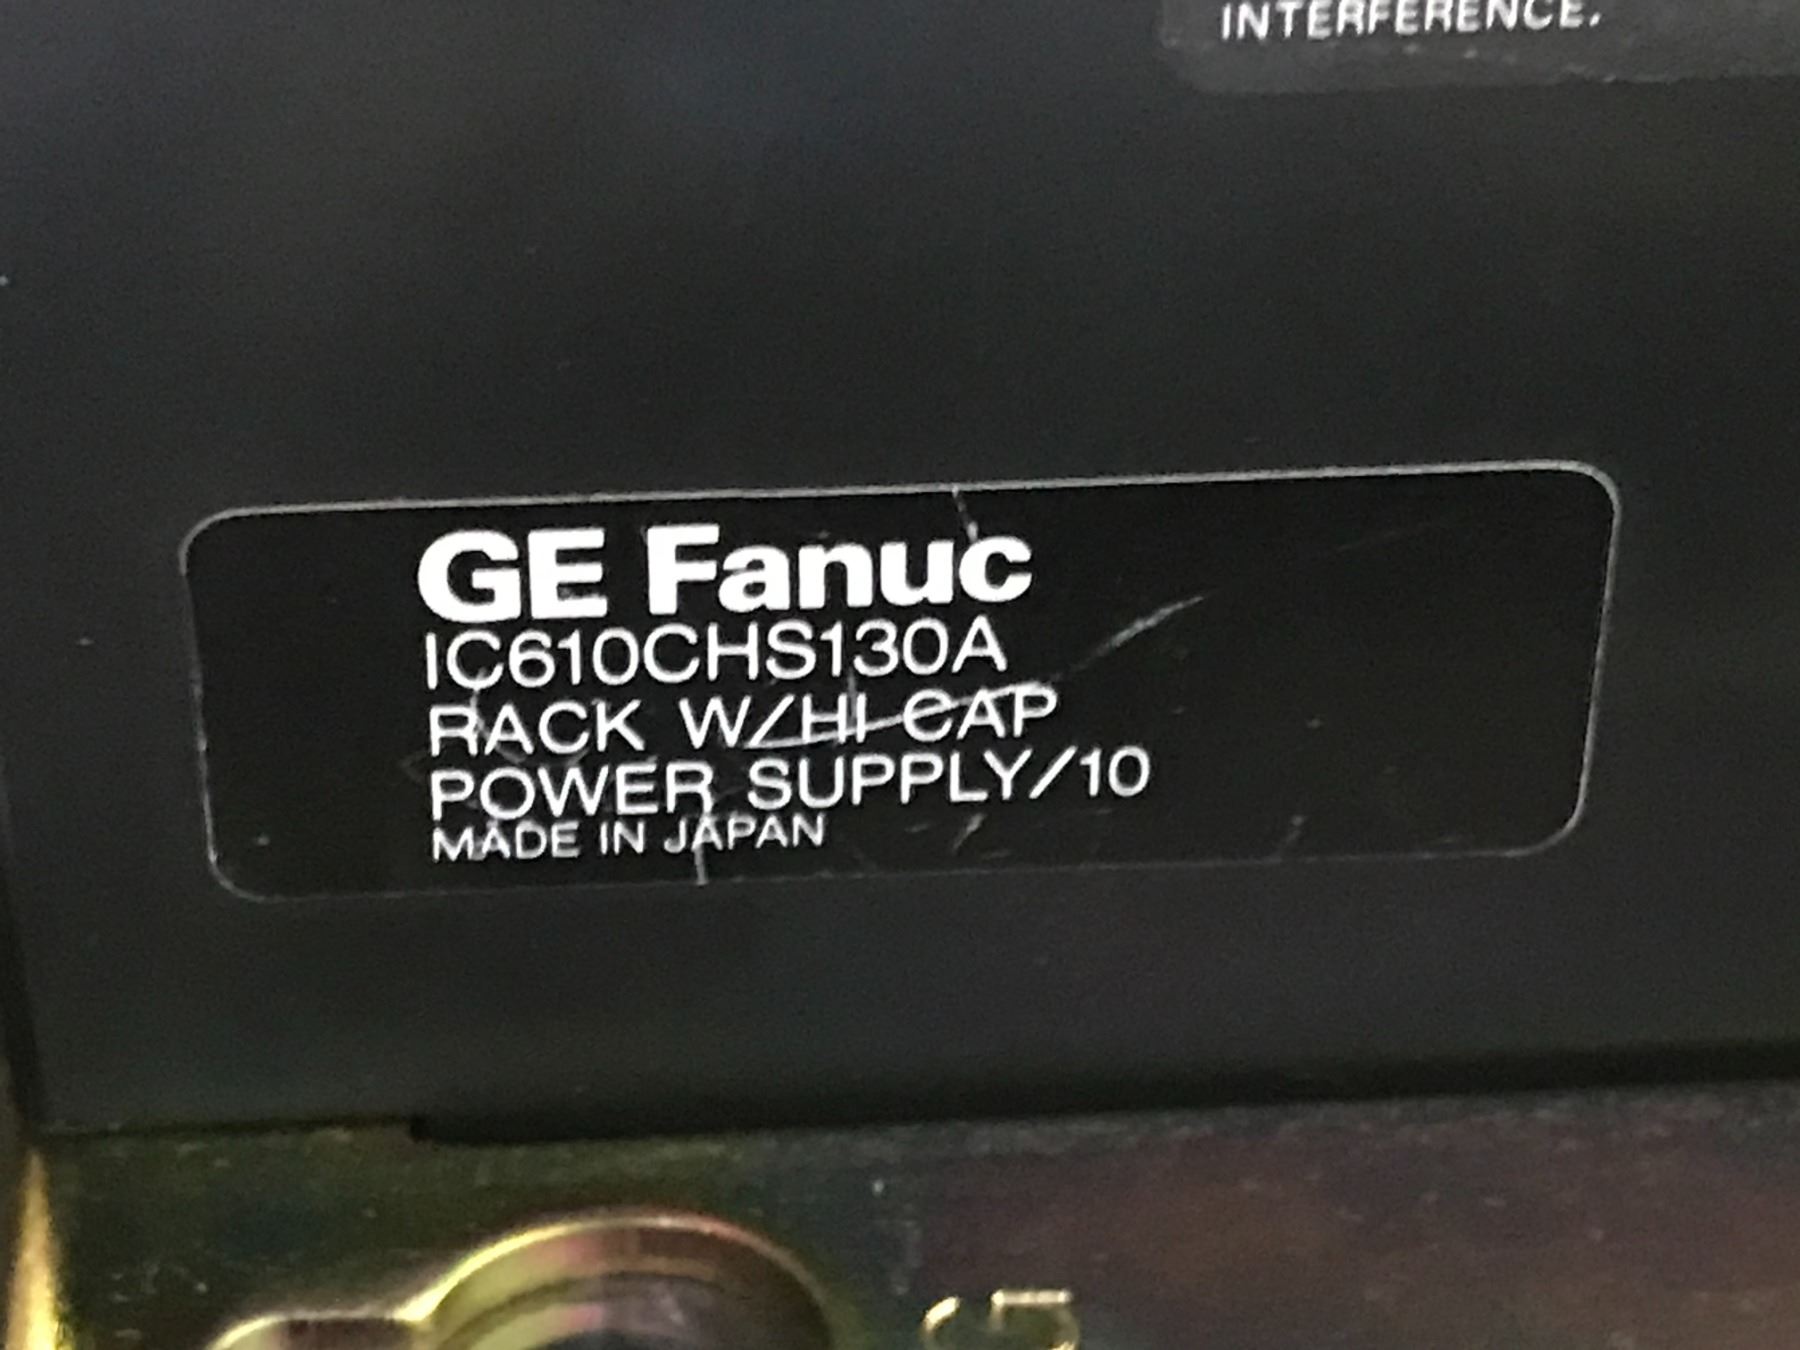 INTERFERENCE.
GE Fanuc
IC610CHS130A
RACK W/HI CAP
POWER SUPPLY/10
MADE IN JAPAN